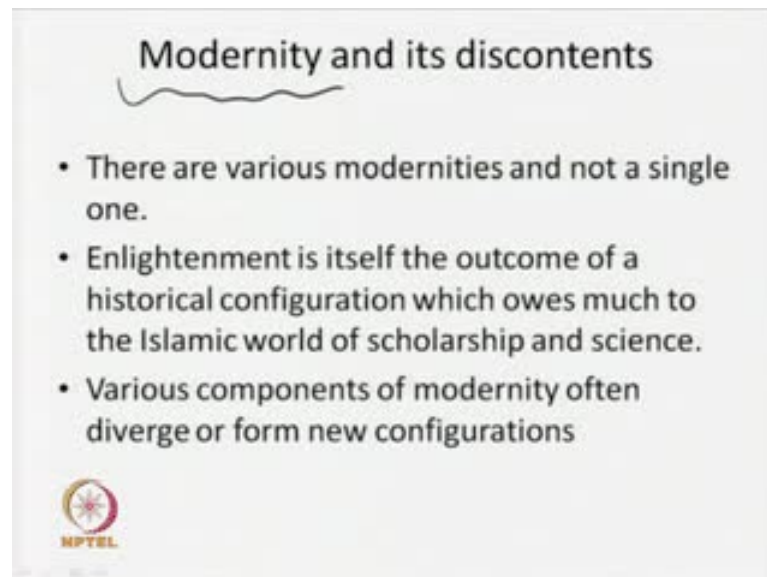 Modernity and its discontents
• There are various modernities and not a single
one.
• Enlightenment is itself the outcome of a
historical configuration which owes much to
the Islamic world of scholarship and science.
• Various components of modernity often
diverge or form new configurations
NPTEL